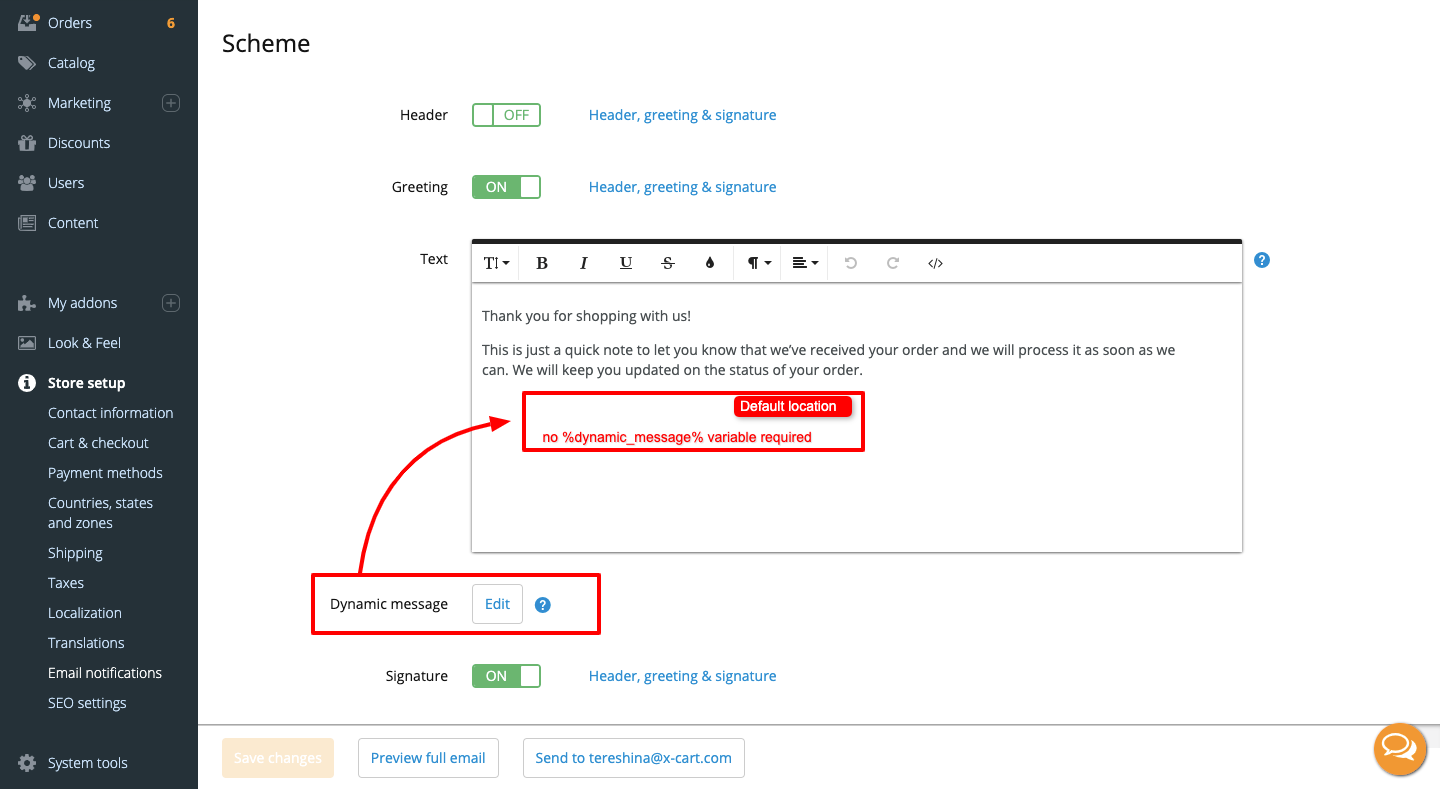 Orders 6
Catalog
Marketing
Discounts
Users
Content
My addons
Look & Feel
Store setup
Contact information
Cart & checkout
Payment methods
Countries, states
and zones
Shipping
Taxes
Localization
Translations
Email notifications
SEO settings
System tools
Scheme
Header OFF Header, greeting & signature
Greeting ON Header, greeting & signature
Text
Thank you for shopping with us!
This is just a quick note to let you know that we’ve received your order and we will process it as soon as we
can. We will keep you updated on the status of your order.
Default location
no %dynamic_message% variable required
Dynamic message Edit ?
Signature ON Header, greeting & signature
Save changes Preview full email Send to tereshina@x-cart.com